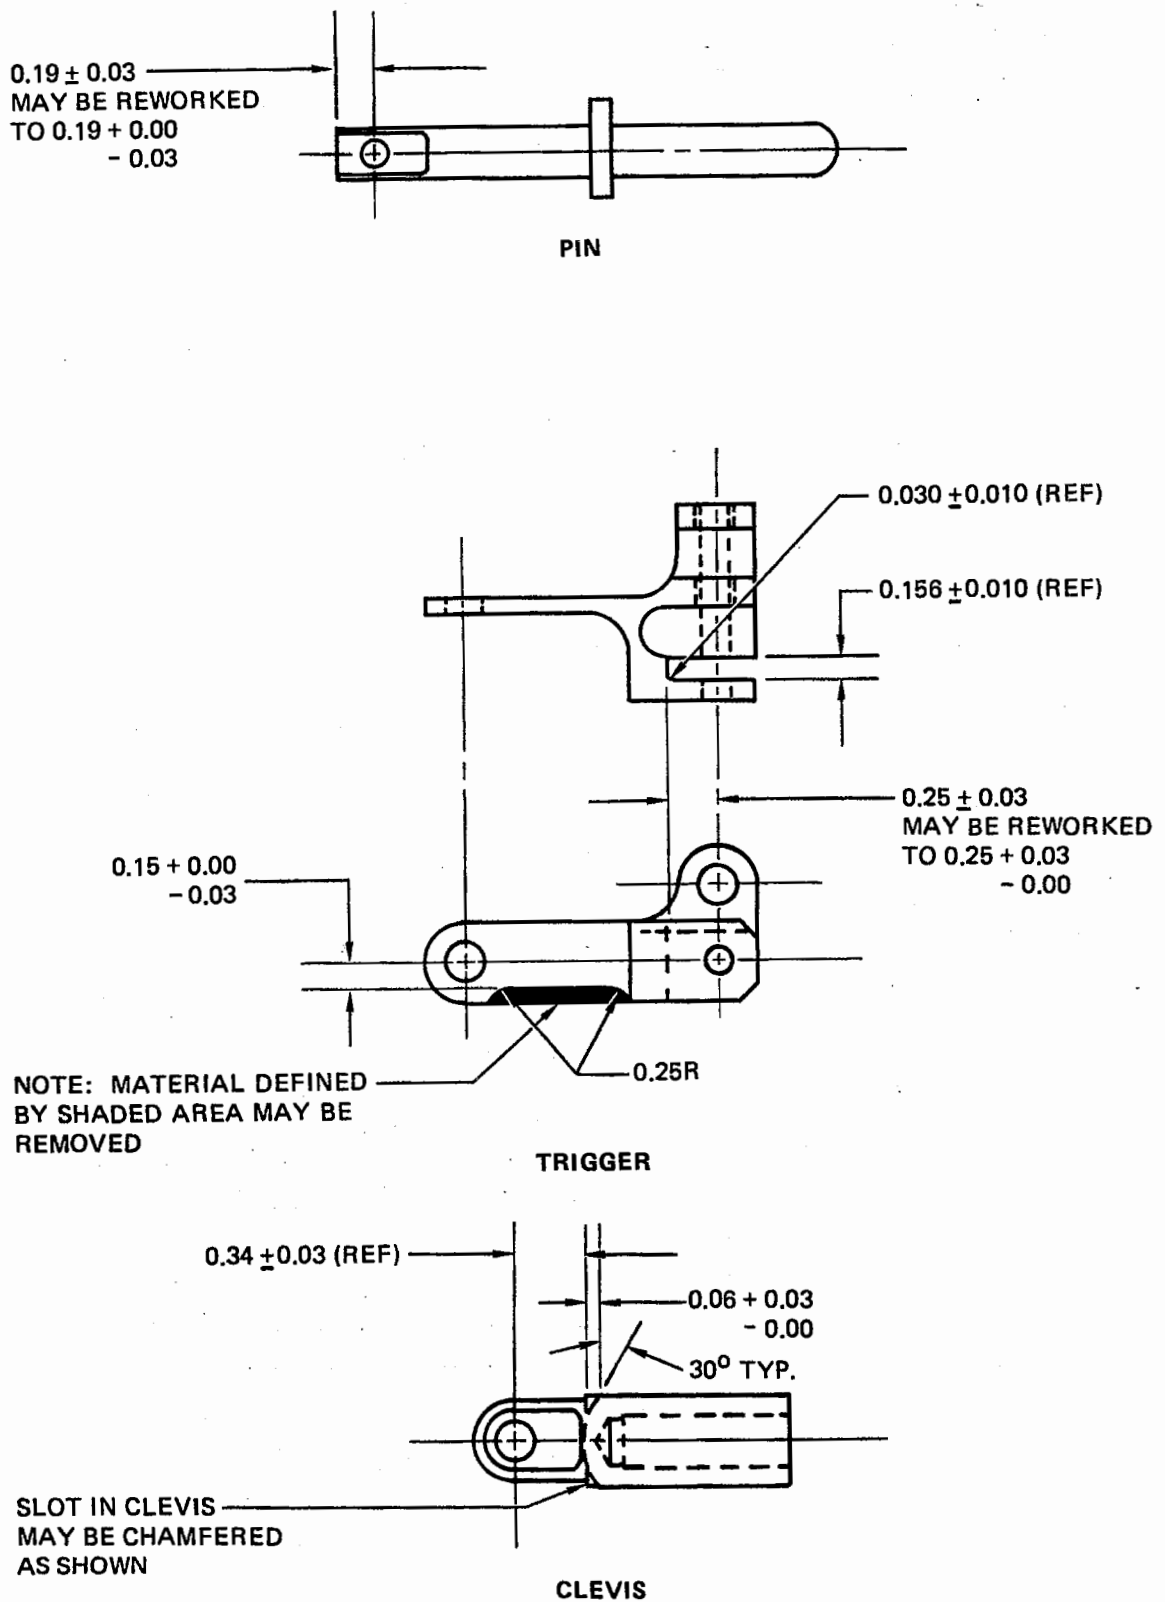 0.19 ± 0.03
MAY BE REWORKED
TO 0.19 + 0.00
- 0.03
PIN
0.030 ±0.010 (REF)
0.156 ±0.010 (REF)
0.25 ± 0.03
MAY BE REWORKED
TO 0.25 + 0.03
- 0.00
0.15 + 0.00
- 0.03
0.25R
NOTE: MATERIAL DEFINED
BY SHADED AREA MAY BE
REMOVED
TRIGGER
0.34 ±0.03 (REF)
0.06 + 0.03
- 0.00
30° TYP.
SLOT IN CLEVIS
MAY BE CHAMFERED
AS SHOWN
CLEVIS